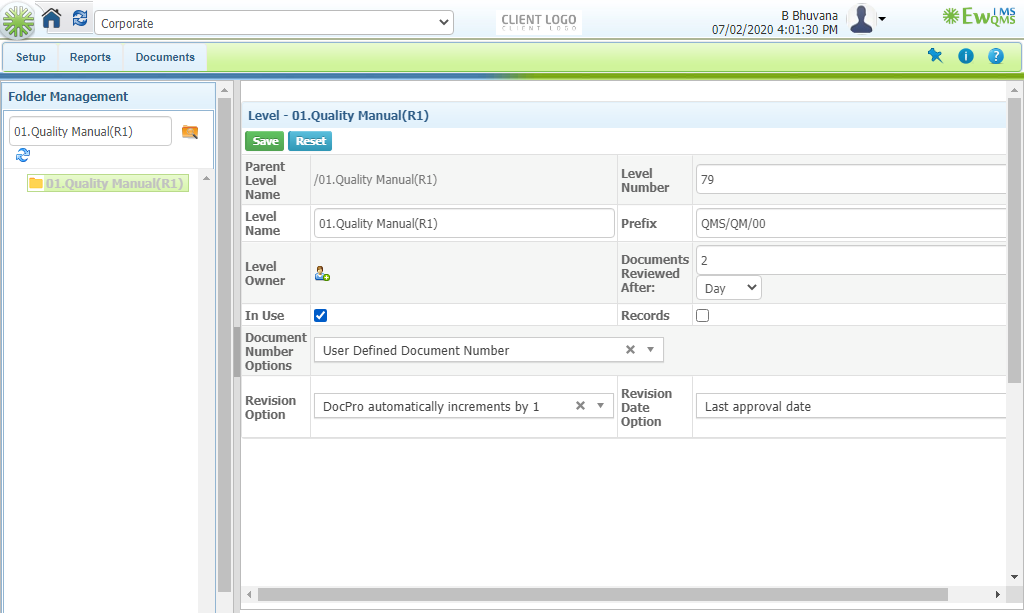 Corporate
CLIENT LOGO
CLIENT LOGO
B Bhuvana
07/02/2020 4:01:30 PM
EwQMS
LMS
Setup
Reports
Documents
Folder Management
01.Quality Manual(R1)
01.Quality Manual(R1)
Level - 01.Quality Manual(R1)
Save
Reset
Parent
Level
Name
/01.Quality Manual(R1)
Level
Number
79
Level
Name
01.Quality Manual(R1)
Prefix
QMS/QM/00
Level
Owner
Documents
Reviewed
After:
2
Day
In Use
Records
Document
Number
Options
User Defined Document Number
Revision
Option
DocPro automatically increments by 1
Revision
Date
Option
Last approval date